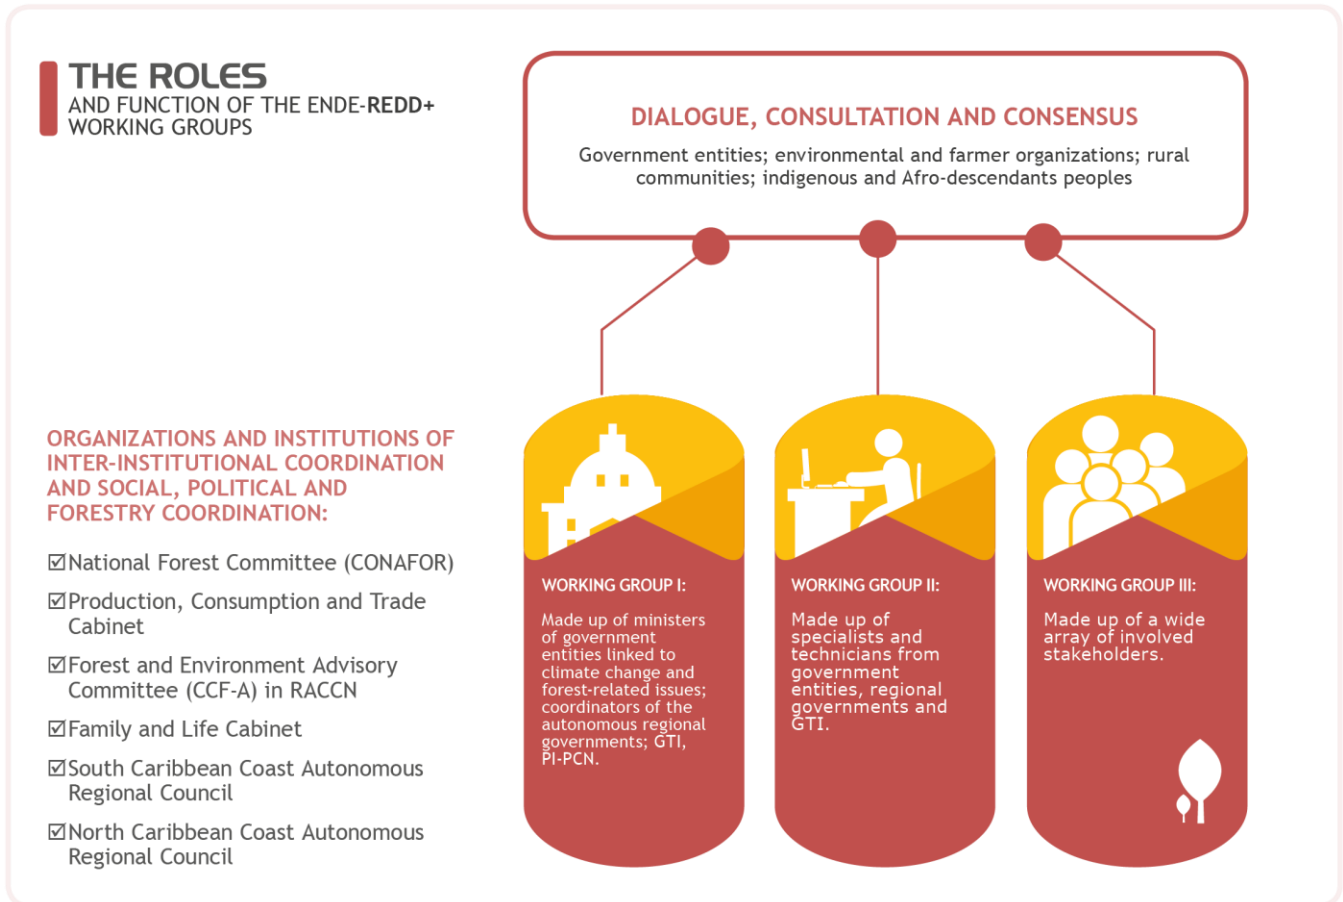 THE ROLES
AND FUNCTION OF THE ENDE-REDD+
WORKING GROUPS
DIALOGUE, CONSULTATION AND CONSENSUS
Government entities; environmental and farmer organizations; rural
communities; indigenous and Afro-descendants peoples
ORGANIZATIONS AND INSTITUTIONS OF
INTER-INSTITUTIONAL COORDINATION
AND SOCIAL, POLITICAL AND
FORESTRY COORDINATION:
☑National Forest Committee (CONAFOR)
☑Production, Consumption and Trade
Cabinet
☑Forest and Environment Advisory
Committee (CCF-A) in RACCN
☑Family and Life Cabinet
☑South Caribbean Coast Autonomous
Regional Council
☑North Caribbean Coast Autonomous
Regional Council
WORKING GROUP I:
Made up of ministers
of government
entities linked to
climate change and
forest-related issues;
coordinators of the
autonomous regional
governments; GTI,
PI-PCN.
WORKING GROUP II:
Made up of
specialists and
technicians from
government
entities, regional
governments and
GTI.
WORKING GROUP III:
Made up of a wide
array of involved
stakeholders.